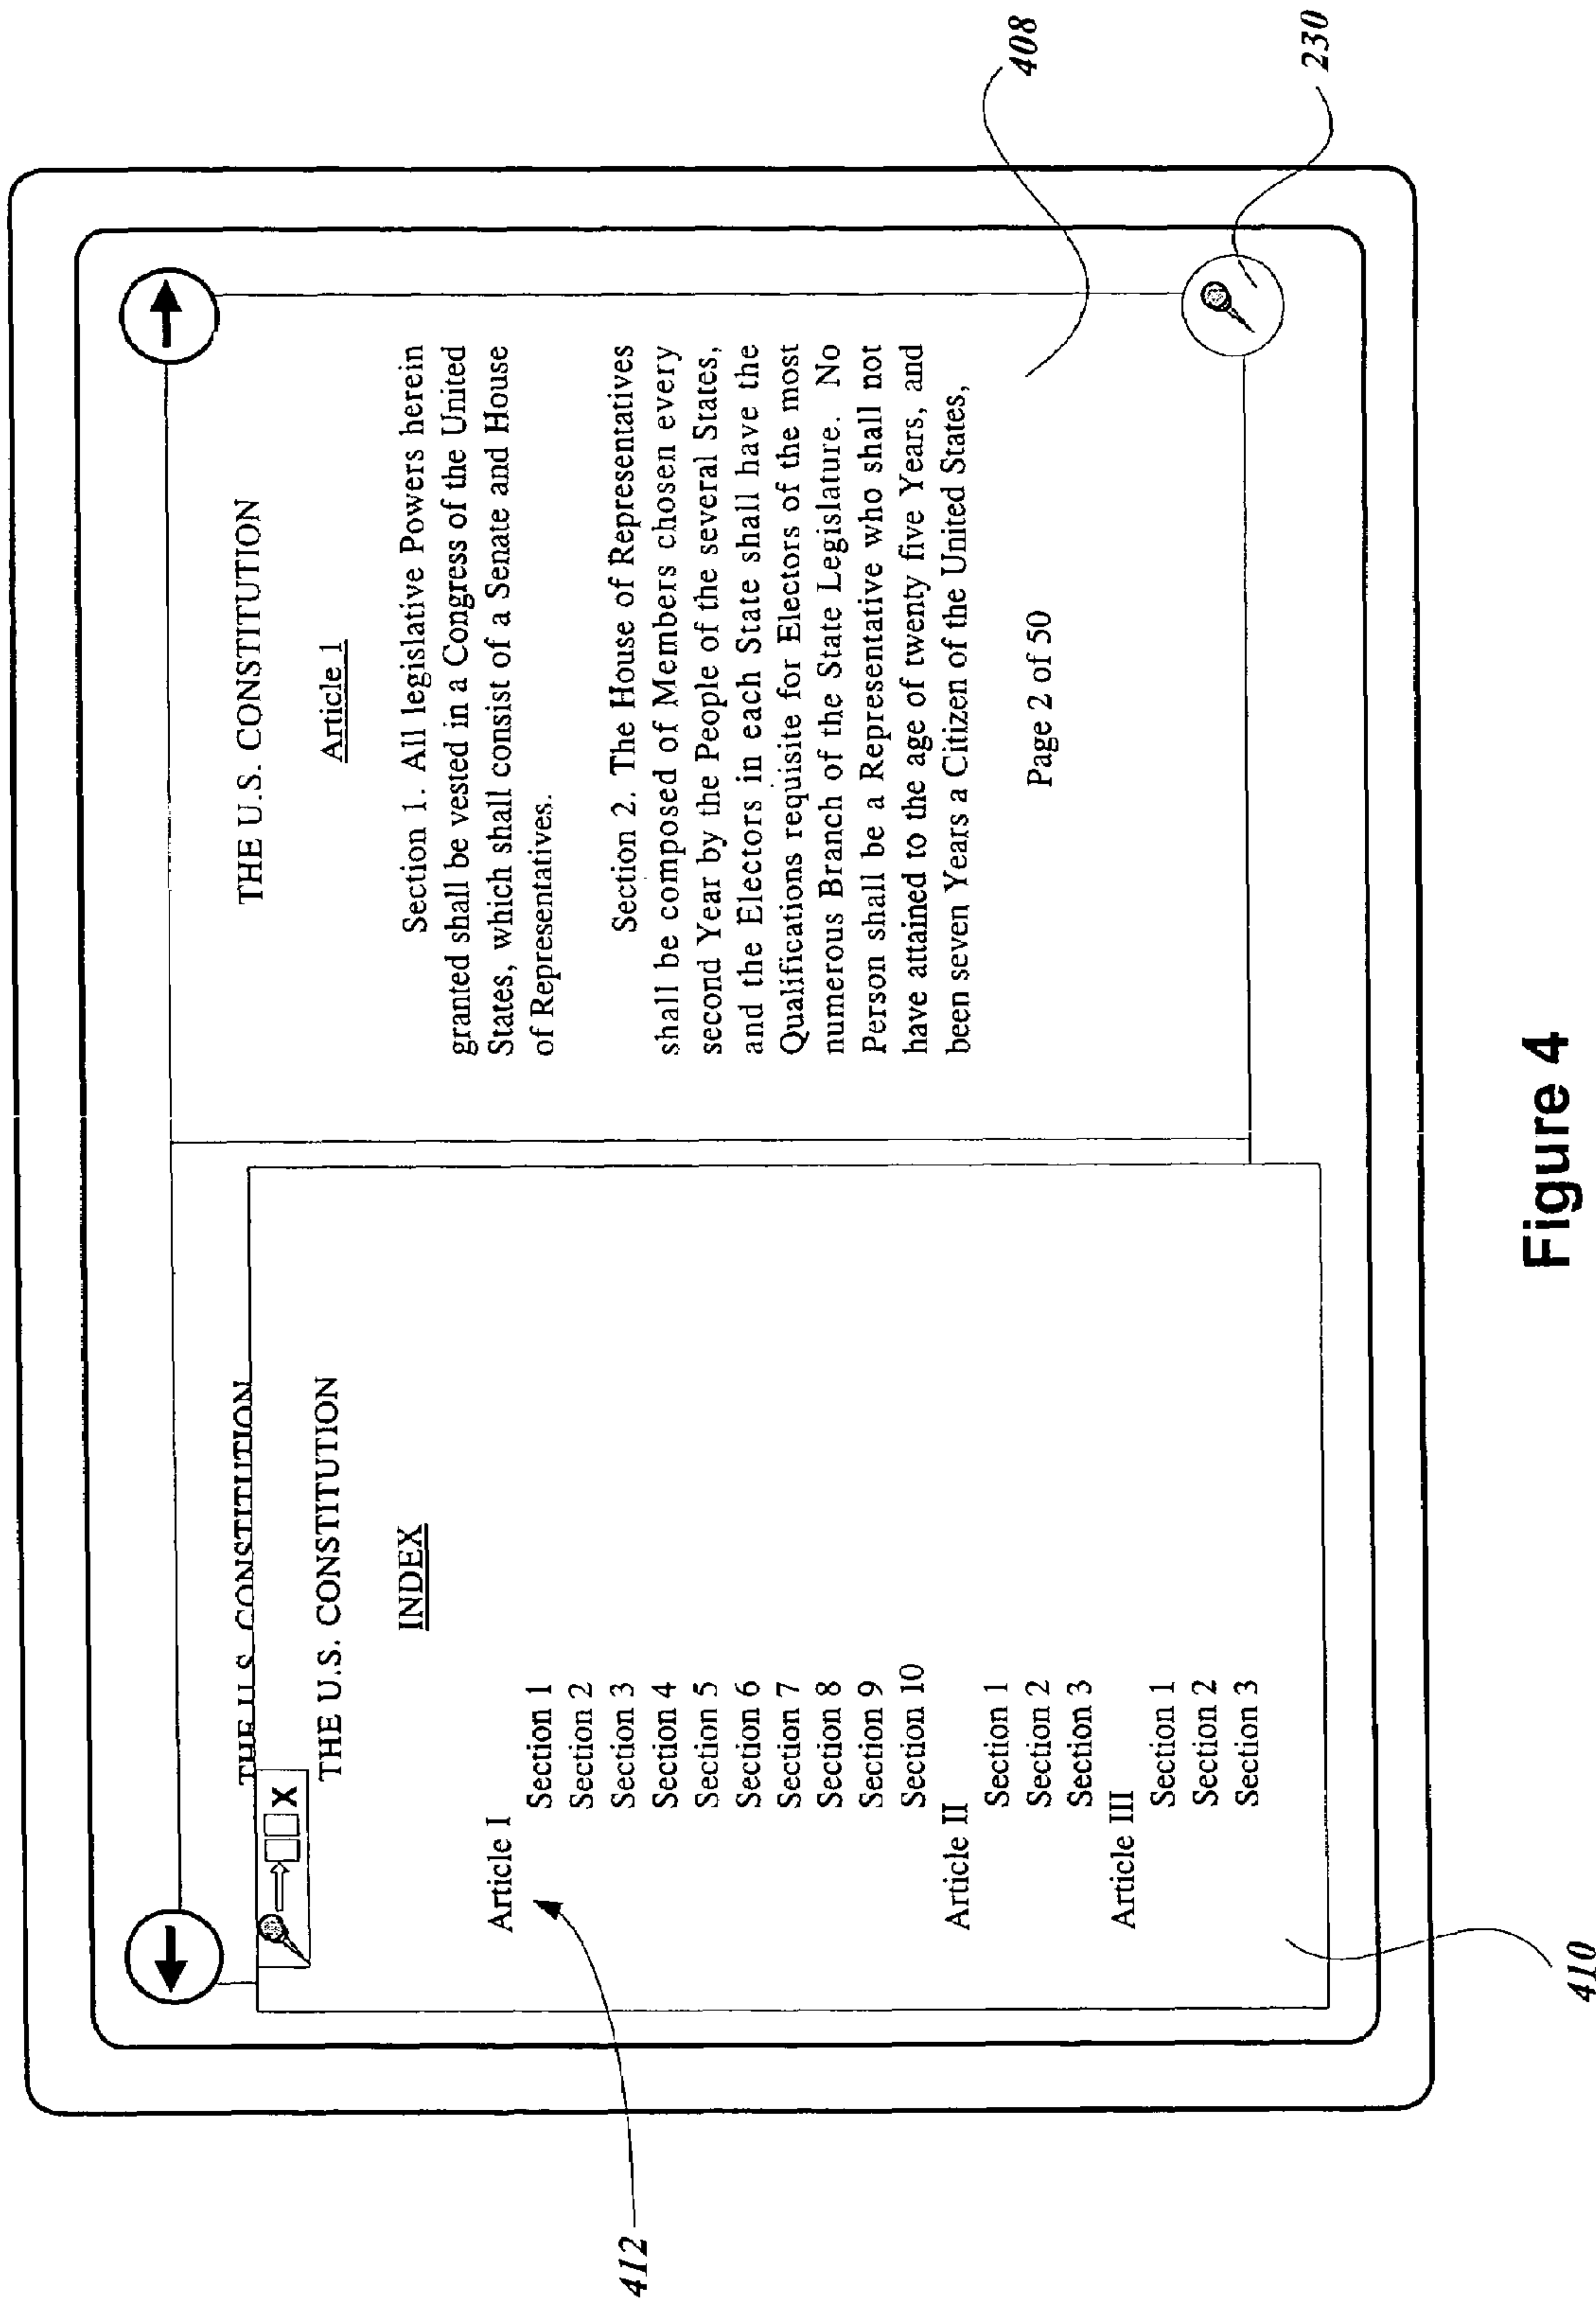 THE U.S. CONSTITUTION
X
THE U.S. CONSTITUTION
INDEX
Article I
Section 1
Section 2
Section 3
Section 4
Section 5
Section 6
Section 7
Section 8
Section 9
Section 10
Article II
Section 1
Section 2
Section 3
Article III
Section 1
Section 2
Section 3
THE U.S. CONSTITUTION
Article 1
Section 1. All legislative Powers herein
granted shall be vested in a Congress of the United
States, which shall consist of a Senate and House
of Representatives.
Section 2. The House of Representatives
shall be composed of Members chosen every
second Year by the People of the several States,
and the Electors in each State shall have the
Qualifications requisite for Electors of the most
numerous Branch of the State Legislature. No
Person shall be a Representative who shall not
have attained to the age of twenty five Years, and
been seven Years a Citizen of the United States,
Page 2 of 50
412
410
408
230
Figure 4